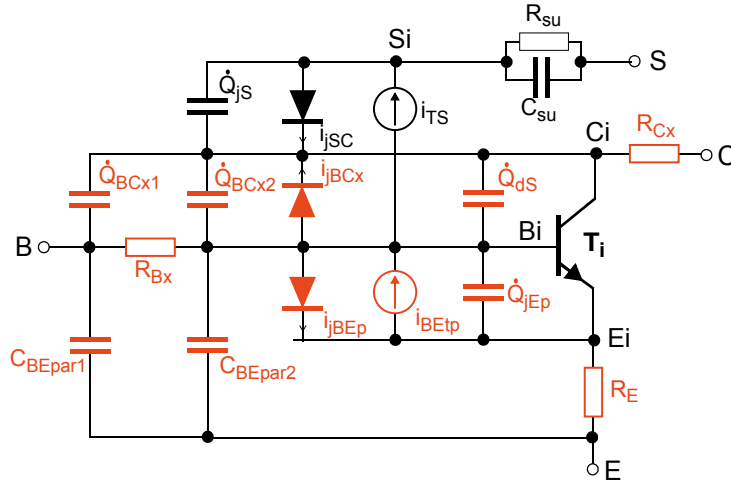 R_su
Si
S
Q̇_jS
i_TS
C_su
i_jSC
Ci
R_Cx
C
Q̇_BCx1
Q̇_BCx2
i_jBCx
Q̇_dS
B
R_Bx
Bi
T_i
i_jBEp
i_BEtp
Q̇_jEp
C_BEpar1
C_BEpar2
Ei
R_E
E